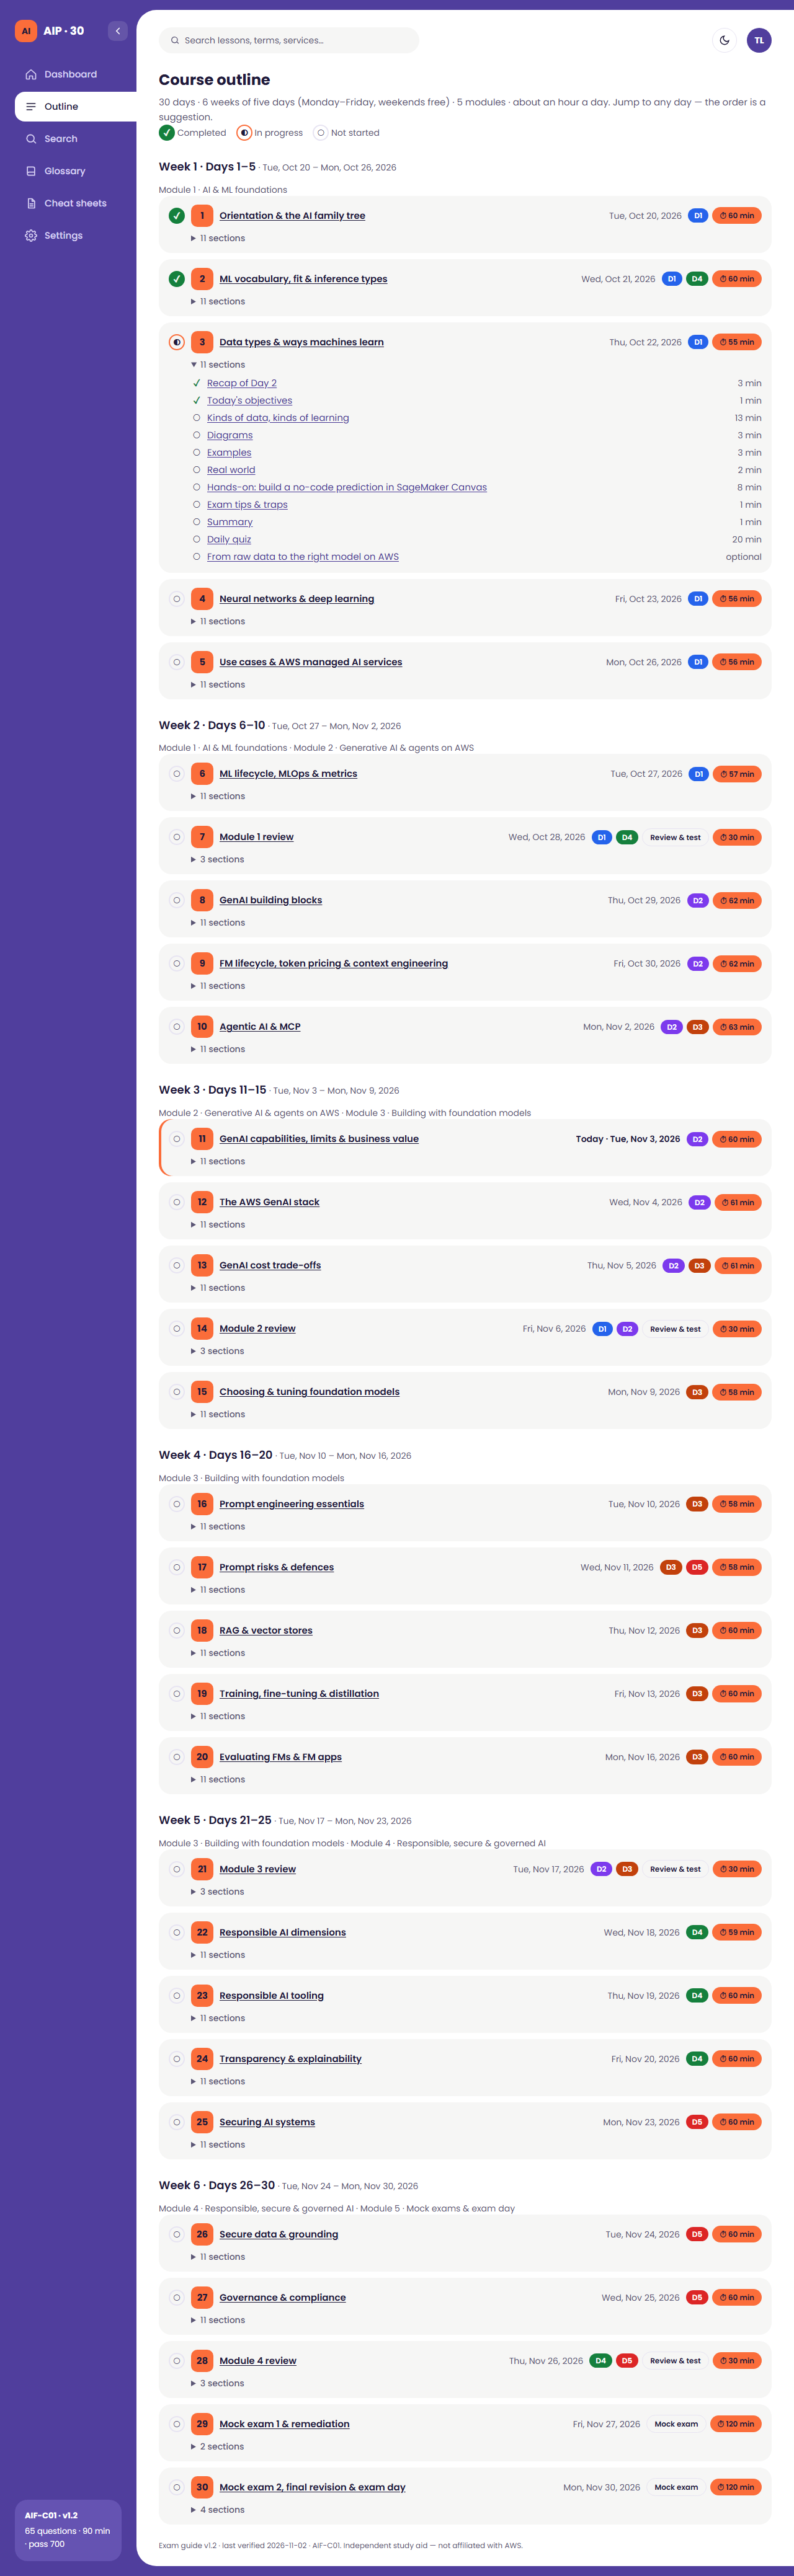 AI AIP · 30
Dashboard
Outline
Search
Glossary
Cheat sheets
Settings
AIF-C01 · v1.2
65 questions · 90 min
· pass 700
Search lessons, terms, services...
TL
Course outline
30 days · 6 weeks of five days (Monday–Friday, weekends free) · 5 modules · about an hour a day. Jump to any day — the order is a
suggestion.
Completed In progress Not started
Week 1 · Days 1–5 · Tue, Oct 20 – Mon, Oct 26, 2026
Module 1 · AI & ML foundations
1 Orientation & the AI family tree Tue, Oct 20, 2026 D1 60 min
11 sections
2 ML vocabulary, fit & inference types Wed, Oct 21, 2026 D1 D4 60 min
11 sections
3 Data types & ways machines learn Thu, Oct 22, 2026 D1 55 min
11 sections
Recap of Day 2 3 min
Today's objectives 1 min
Kinds of data, kinds of learning 13 min
Diagrams 3 min
Examples 3 min
Real world 2 min
Hands-on: build a no-code prediction in SageMaker Canvas 8 min
Exam tips & traps 1 min
Summary 1 min
Daily quiz 20 min
From raw data to the right model on AWS optional
4 Neural networks & deep learning Fri, Oct 23, 2026 D1 56 min
11 sections
5 Use cases & AWS managed AI services Mon, Oct 26, 2026 D1 56 min
11 sections
Week 2 · Days 6–10 · Tue, Oct 27 – Mon, Nov 2, 2026
Module 1 · AI & ML foundations · Module 2 · Generative AI & agents on AWS
6 ML lifecycle, MLOps & metrics Tue, Oct 27, 2026 D1 57 min
11 sections
7 Module 1 review Wed, Oct 28, 2026 D1 D4 Review & test 30 min
3 sections
8 GenAI building blocks Thu, Oct 29, 2026 D2 62 min
11 sections
9 FM lifecycle, token pricing & context engineering Fri, Oct 30, 2026 D2 62 min
11 sections
10 Agentic AI & MCP Mon, Nov 2, 2026 D2 D3 63 min
11 sections
Week 3 · Days 11–15 · Tue, Nov 3 – Mon, Nov 9, 2026
Module 2 · Generative AI & agents on AWS · Module 3 · Building with foundation models
11 GenAI capabilities, limits & business value Today · Tue, Nov 3, 2026 D2 60 min
11 sections
12 The AWS GenAI stack Wed, Nov 4, 2026 D2 61 min
11 sections
13 GenAI cost trade-offs Thu, Nov 5, 2026 D2 D3 61 min
11 sections
14 Module 2 review Fri, Nov 6, 2026 D1 D2 Review & test 30 min
3 sections
15 Choosing & tuning foundation models Mon, Nov 9, 2026 D3 58 min
11 sections
Week 4 · Days 16–20 · Tue, Nov 10 – Mon, Nov 16, 2026
Module 3 · Building with foundation models
16 Prompt engineering essentials Tue, Nov 10, 2026 D3 58 min
11 sections
17 Prompt risks & defences Wed, Nov 11, 2026 D3 D5 58 min
11 sections
18 RAG & vector stores Thu, Nov 12, 2026 D3 60 min
11 sections
19 Training, fine-tuning & distillation Fri, Nov 13, 2026 D3 60 min
11 sections
20 Evaluating FMs & FM apps Mon, Nov 16, 2026 D3 60 min
11 sections
Week 5 · Days 21–25 · Tue, Nov 17 – Mon, Nov 23, 2026
Module 3 · Building with foundation models · Module 4 · Responsible, secure & governed AI
21 Module 3 review Tue, Nov 17, 2026 D2 D3 Review & test 30 min
3 sections
22 Responsible AI dimensions Wed, Nov 18, 2026 D4 59 min
11 sections
23 Responsible AI tooling Thu, Nov 19, 2026 D4 60 min
11 sections
24 Transparency & explainability Fri, Nov 20, 2026 D4 60 min
11 sections
25 Securing AI systems Mon, Nov 23, 2026 D5 60 min
11 sections
Week 6 · Days 26–30 · Tue, Nov 24 – Mon, Nov 30, 2026
Module 4 · Responsible, secure & governed AI · Module 5 · Mock exams & exam day
26 Secure data & grounding Tue, Nov 24, 2026 D5 60 min
11 sections
27 Governance & compliance Wed, Nov 25, 2026 D5 60 min
11 sections
28 Module 4 review Thu, Nov 26, 2026 D4 D5 Review & test 30 min
3 sections
29 Mock exam 1 & remediation Fri, Nov 27, 2026 Mock exam 120 min
2 sections
30 Mock exam 2, final revision & exam day Mon, Nov 30, 2026 Mock exam 120 min
4 sections
Exam guide v1.2 · last verified 2026-11-02 · AIF-C01. Independent study aid — not affiliated with AWS.